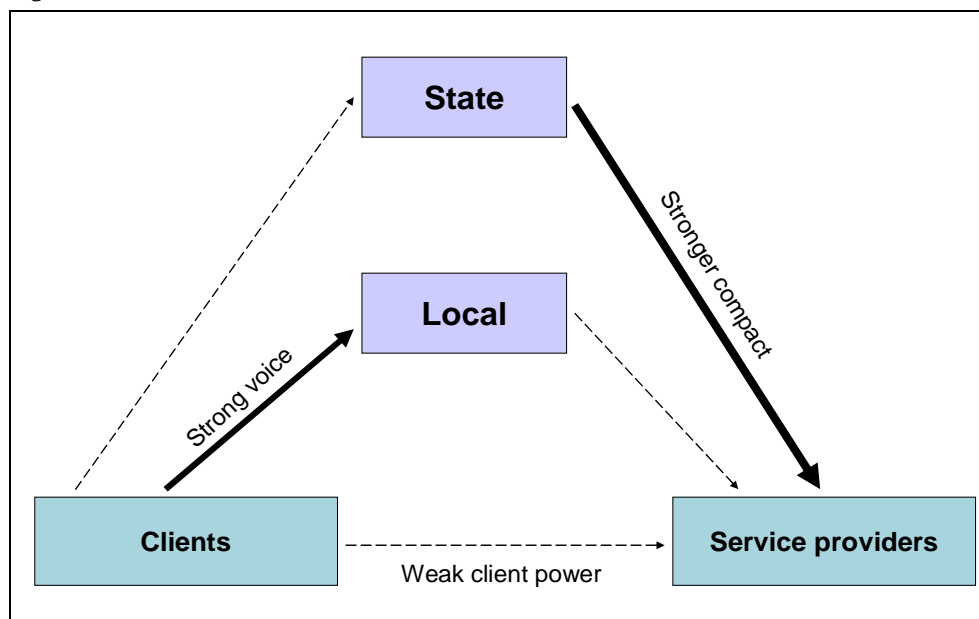 State
Stronger compact
Local
Strong voice
Clients
Service providers
Weak client power